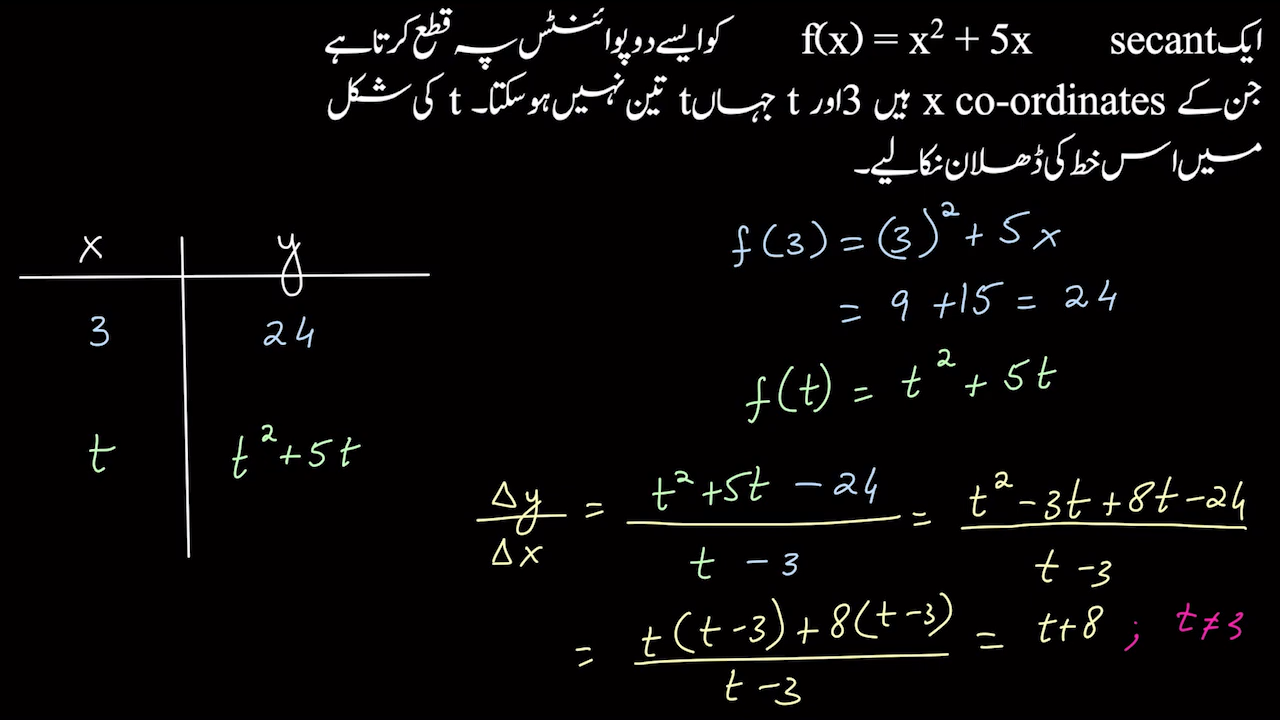 ایک secant f(x) = x² + 5x کو ایسے دو پوائنٹس پہ قطع کرتا ہے
جن کے x co-ordinates ہیں 3 اور t جہاں t تین نہیں ہو سکتا۔ t کی شکل
میں اس خط کی ڈھلان نکالیے۔
x y
3 24
t t² + 5t
f(3) = (3)² + 5x
= 9 + 15 = 24
f(t) = t² + 5t
Δy/Δx = (t² + 5t - 24)/(t - 3) = (t² - 3t + 8t - 24)/(t - 3)
= (t(t - 3) + 8(t - 3))/(t - 3) = t + 8 ; t ≠ 3